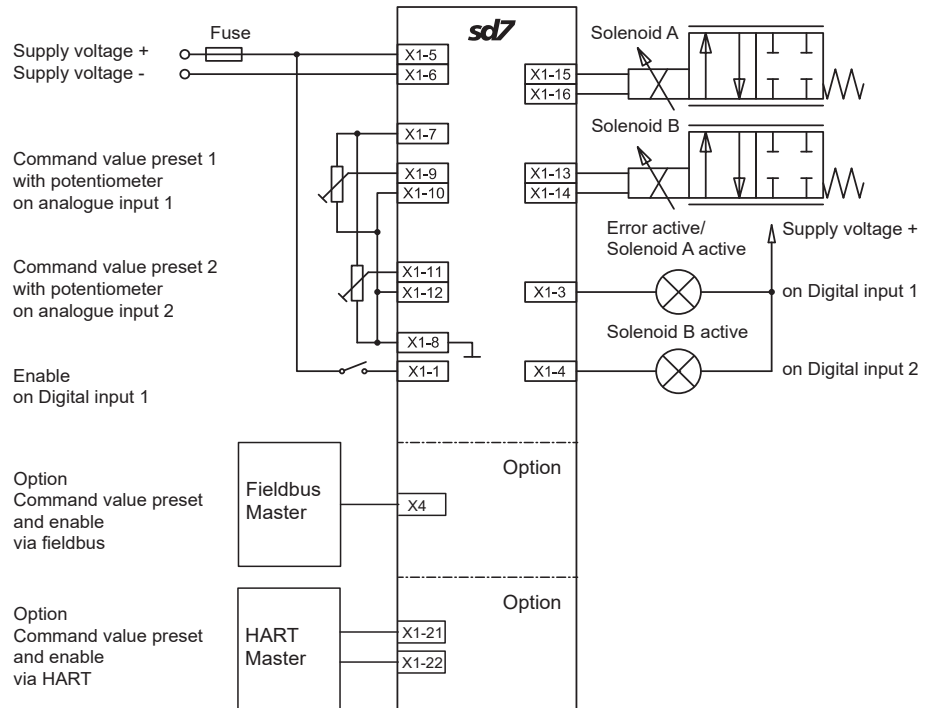 sd7
Fuse
Supply voltage +
Supply voltage -
X1-5
X1-6
Solenoid A
X1-15
X1-16
X1-7
Command value preset 1
with potentiometer
on analogue input 1
X1-9
X1-10
Solenoid B
X1-13
X1-14
Error active/
Solenoid A active
Supply voltage +
Command value preset 2
with potentiometer
on analogue input 2
X1-11
X1-12
X1-3
on Digital input 1
Solenoid B active
X1-8
Enable
on Digital input 1
X1-1
X1-4
on Digital input 2
Option
Option
Command value preset
and enable
via fieldbus
Fieldbus
Master
X4
Option
Option
Command value preset
and enable
via HART
HART
Master
X1-21
X1-22